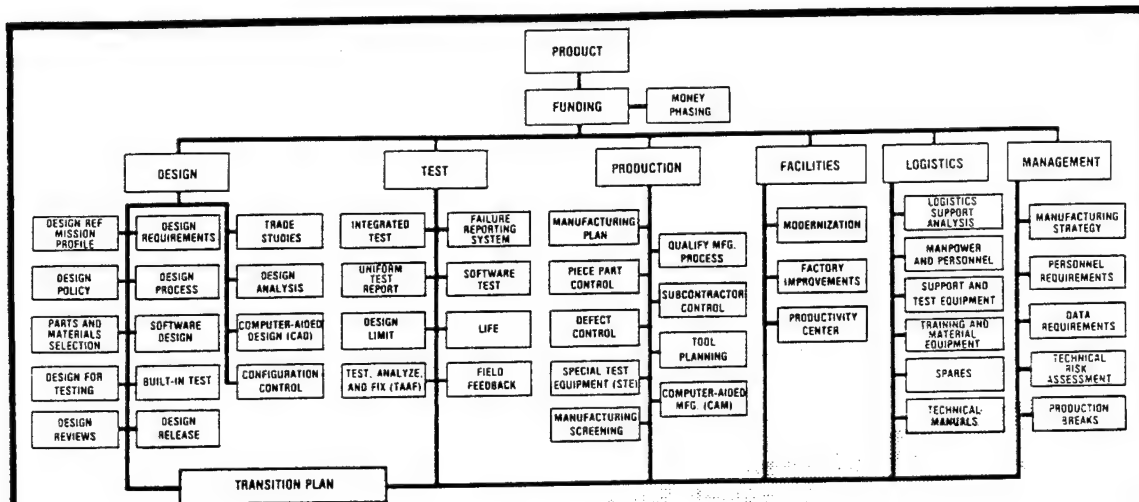 PRODUCT
FUNDING
MONEY
PHASING
DESIGN
DESIGN REF
MISSION
PROFILE
DESIGN
REQUIREMENTS
TRADE
STUDIES
DESIGN
POLICY
DESIGN
PROCESS
DESIGN
ANALYSIS
PARTS AND
MATERIALS
SELECTION
SOFTWARE
DESIGN
COMPUTER-AIDED
DESIGN (CAD)
DESIGN FOR
TESTING
BUILT-IN TEST
CONFIGURATION
CONTROL
DESIGN
REVIEWS
DESIGN
RELEASE
TEST
INTEGRATED
TEST
FAILURE
REPORTING
SYSTEM
UNIFORM TEST
REPORT
SOFTWARE
TEST
DESIGN
LIMIT
LIFE
TEST, ANALYZE,
AND FIX (TAAF)
FIELD
FEEDBACK
PRODUCTION
MANUFACTURING
PLAN
QUALIFY MFG.
PROCESS
PIECE PART
CONTROL
SUBCONTRACTOR
CONTROL
DEFECT
CONTROL
TOOL
PLANNING
SPECIAL TEST
EQUIPMENT (STE)
COMPUTER-AIDED
MFG. (CAM)
MANUFACTURING
SCREENING
FACILITIES
MODERNIZATION
FACTORY
IMPROVEMENTS
PRODUCTIVITY
CENTER
LOGISTICS
LOGISTICS
SUPPORT
ANALYSIS
MANPOWER
AND PERSONNEL
SUPPORT AND
TEST EQUIPMENT
TRAINING AND
MATERIAL
EQUIPMENT
SPARES
TECHNICAL
MANUALS
MANAGEMENT
MANUFACTURING
STRATEGY
PERSONNEL
REQUIREMENTS
DATA
REQUIREMENTS
TECHNICAL
RISK
ASSESSMENT
PRODUCTION
BREAKS
TRANSITION PLAN